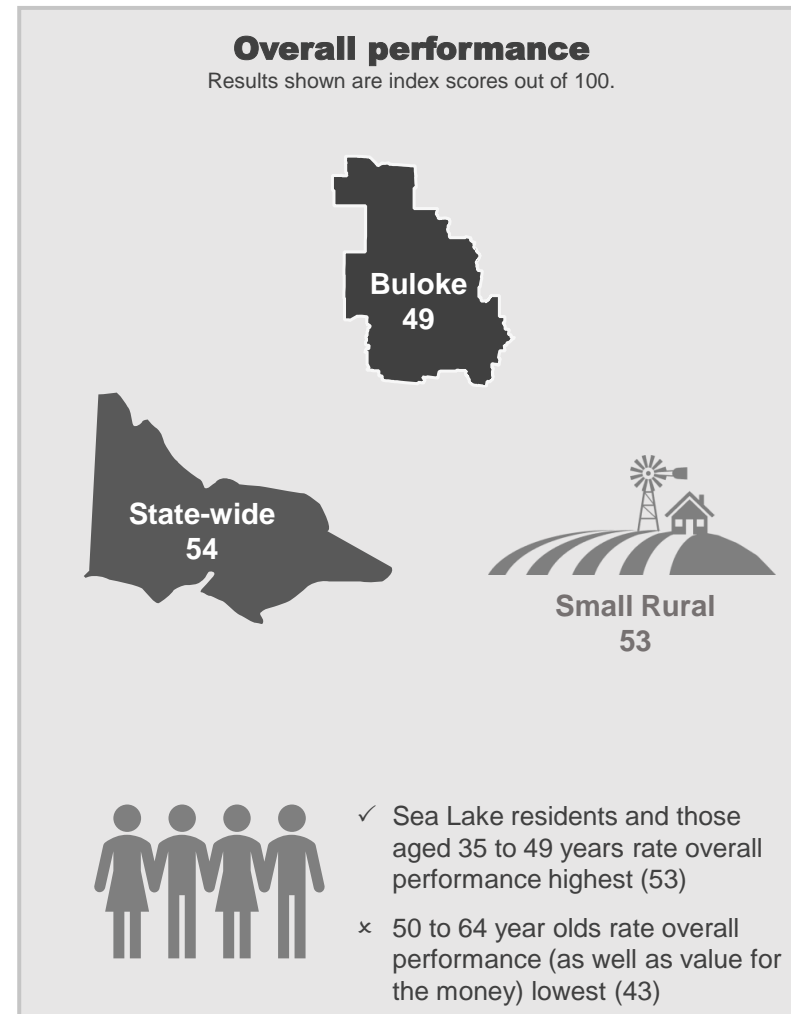 Overall performance
Results shown are index scores out of 100.
Buloke
49
State-wide
54
Small Rural
53
✓ Sea Lake residents and those
aged 35 to 49 years rate overall
performance highest (53)
× 50 to 64 year olds rate overall
performance (as well as value for
the money) lowest (43)